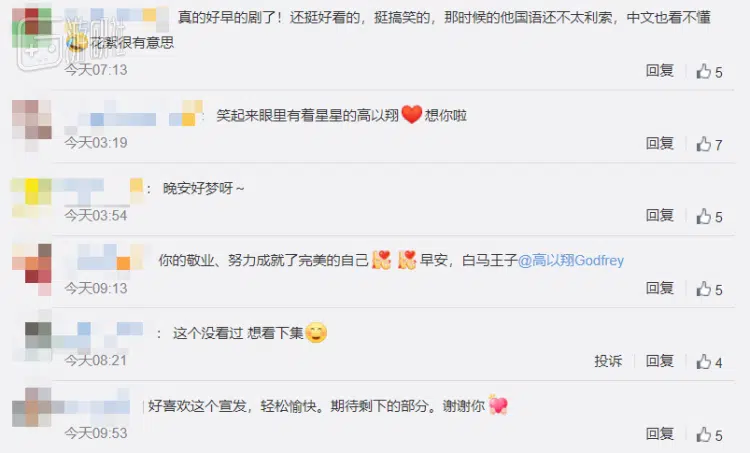 真的好早的剧了！还挺好看的，挺搞笑的，那时候的他国语还不太利索，中文也看不懂
花絮很有意思
今天07:13 回复 5
： 笑起来眼里有着星星的高以翔 想你啦
今天03:19 回复 7
： 晚安好梦呀～
今天03:54 回复 5
你的敬业、努力成就了完美的自己 早安，白马王子@高以翔Godfrey
今天09:13 回复 5
： 这个没看过 想看下集
今天08:21 投诉 回复 4
好喜欢这个宣发，轻松愉快。期待剩下的部分。谢谢你
今天09:53 回复 5